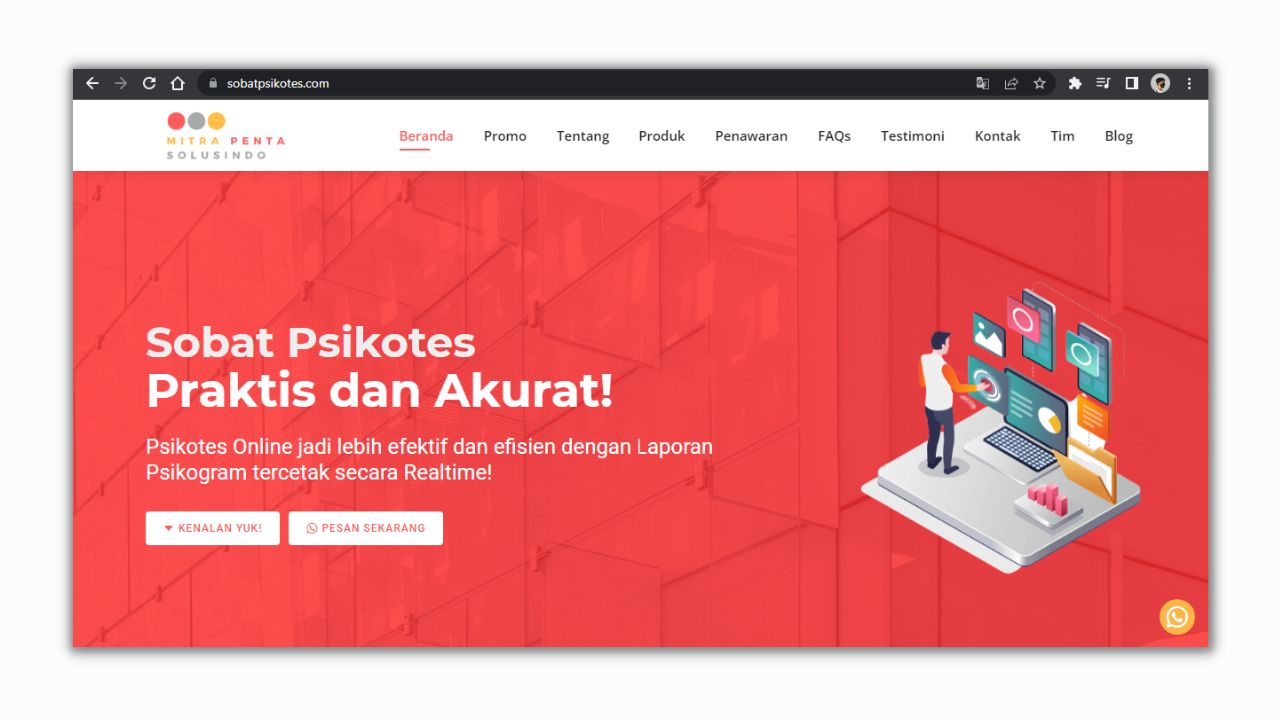 sobatpsikotes.com
MITRA PENTA
SOLUSINDO
Beranda Promo Tentang Produk Penawaran FAQs Testimoni Kontak Tim Blog
Sobat Psikotes
Praktis dan Akurat!
Psikotes Online jadi lebih efektif dan efisien dengan Laporan
Psikogram tercetak secara Realtime!
KENALAN YUK! PESAN SEKARANG